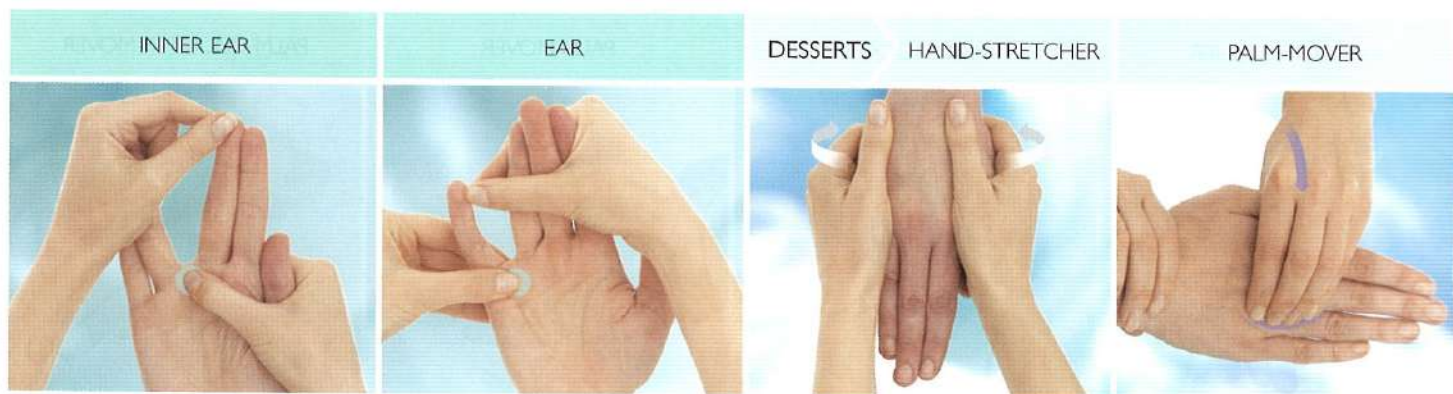 INNER EAR
EAR
DESSERTS
HAND-STRETCHER
PALM-MOVER